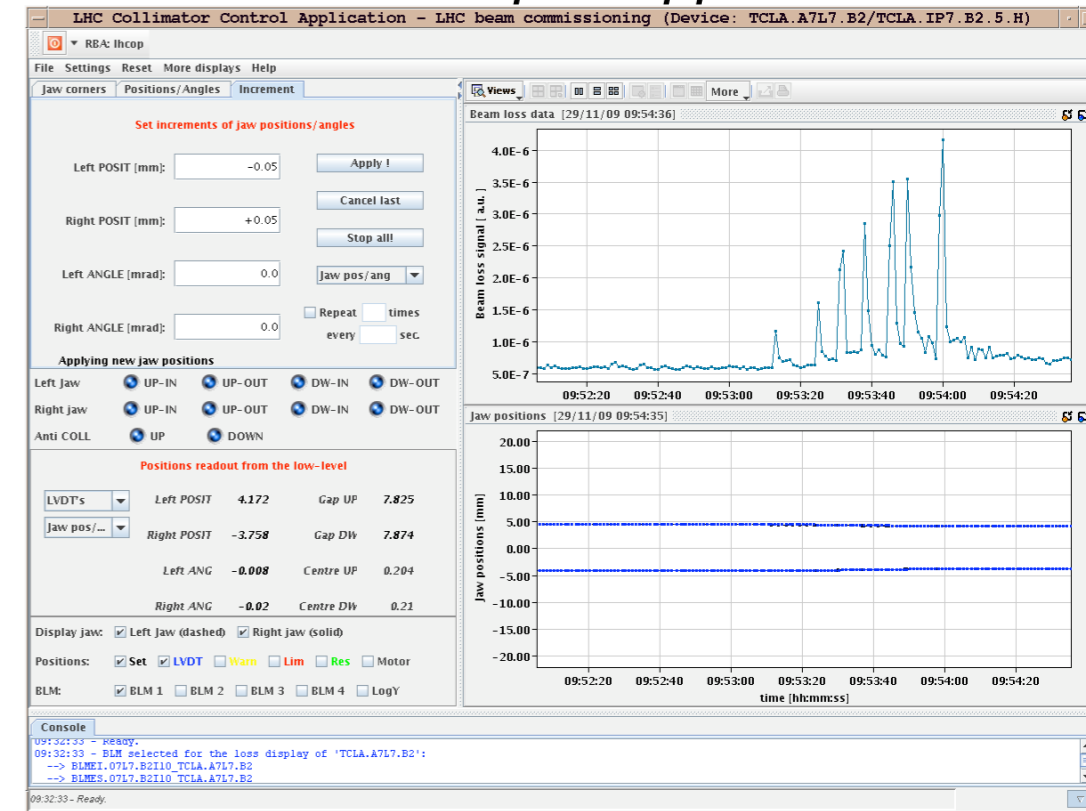 LHC Collimator Control Application – LHC beam commissioning (Device: TCLA.A7L7.B2/TCLA.IP7.B2.5.H)
RBA: lhcop
File Settings Reset More displays Help
Jaw corners Positions/Angles Increment
Set increments of jaw positions/angles
Left POSIT [mm]: -0.05 Apply !
Cancel last
Right POSIT [mm]: +0.05
Stop all!
Left ANGLE [mrad]: 0.0 Jaw pos/ang
Repeat times
Right ANGLE [mrad]: 0.0 every sec.
Applying new jaw positions
Left Jaw UP-IN UP-OUT DW-IN DW-OUT
Right jaw UP-IN UP-OUT DW-IN DW-OUT
Anti COLL UP DOWN
Positions readout from the low-level
LVDT's Left POSIT 4.172 Gap UP 7.825
Jaw pos/... Right POSIT -3.758 Gap DW 7.874
Left ANG -0.008 Centre UP 0.204
Right ANG -0.02 Centre DW 0.21
Display jaw: Left Jaw (dashed) Right jaw (solid)
Positions: Set LVDT Warn Lim Res Motor
BLM: BLM 1 BLM 2 BLM 3 BLM 4 LogY
Views More
Beam loss data [29/11/09 09:54:36]
Beam loss signal [ a.u. ]
4.0E-6
3.5E-6
3.0E-6
2.5E-6
2.0E-6
1.5E-6
1.0E-6
5.0E-7
09:52:20 09:52:40 09:53:00 09:53:20 09:53:40 09:54:00 09:54:20
Jaw positions [29/11/09 09:54:35]
Jaw positions [mm]
20.00
15.00
10.00
5.00
0.00
-5.00
-10.00
-15.00
-20.00
09:52:20 09:52:40 09:53:00 09:53:20 09:53:40 09:54:00 09:54:20
time [hh:mm:ss]
Console
09:32:33 - Ready.
09:32:33 - BLM selected for the loss display of 'TCLA.A7L7.B2':
--> BLMEI.07L7.B2I10_TCLA.A7L7.B2
--> BLMES.07L7.B2I10_TCLA.A7L7.B2
09:32:33 - Ready.